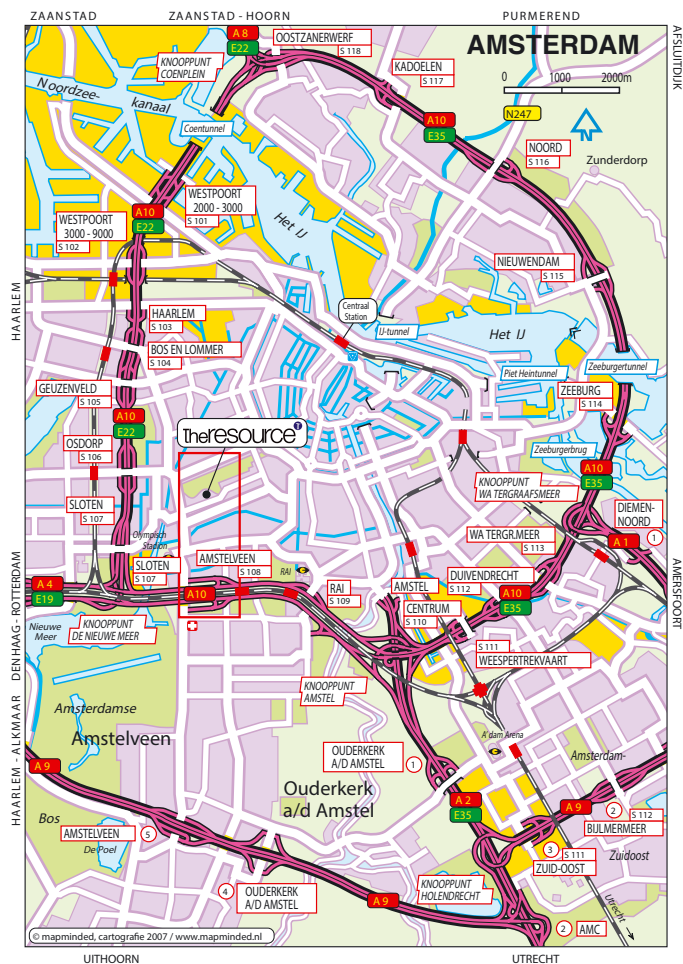 ZAANSTAD
ZAANSTAD - HOORN
PURMEREND
AFSLUITDIJK
AMSTERDAM
0 1000 2000m
A 8
E22
OOSTZANERWERF
S 118
KNOOPPUNT
COENPLEIN
KADOELEN
S 117
Noordzee-
kanaal
Coentunnel
A10
E35
N247
NOORD
S 116
Zunderdorp
WESTPOORT
2000 - 3000
S 101
A10
E22
WESTPOORT
3000 - 9000
S 102
Het IJ
NIEUWENDAM
S 115
HAARLEM
HAARLEM
S 103
Centraal
Station
IJ-tunnel
Het IJ
BOS EN LOMMER
S 104
Piet Heintunnel
Zeeburgertunnel
GEUZENVELD
S 105
ZEEBURG
S 114
A10
E22
Theresource
T
OSDORP
S 106
Zeeburgerbrug
A10
E35
KNOOPPUNT
WATERGRAAFSMEER
SLOTEN
S 107
DIEMEN-
NOORD
1
A 1
Olympisch
Stadion
WATERGR.MEER
S 113
SLOTEN
S 107
AMSTELVEEN
S 108
RAI
RAI
S 109
AMSTEL
DUIVENDRECHT
S 112
A10
E35
AMERSFOORT
A 4
E19
A10
CENTRUM
S 110
DEN HAAG - ROTTERDAM
Nieuwe
Meer
KNOOPPUNT
DE NIEUWE MEER
S 111
WEESPERTREKVAART
KNOOPPUNT
AMSTEL
Amsterdamse
Amstelveen
A'dam Arena
OUDERKERK
A/D AMSTEL
1
Amsterdam-
HAARLEM - ALKMAAR
A 9
Ouderkerk
a/d Amstel
A 2
E35
A 9
2
S 112
BIJLMERMEER
Bos
AMSTELVEEN
5
De Poel
3
S 111
ZUID-OOST
Zuidoost
4
OUDERKERK
A/D AMSTEL
A 9
KNOOPPUNT
HOLENDRECHT
Utrecht
2
AMC
© mapminded, cartografie 2007 / www.mapminded.nl
UITHOORN
UTRECHT